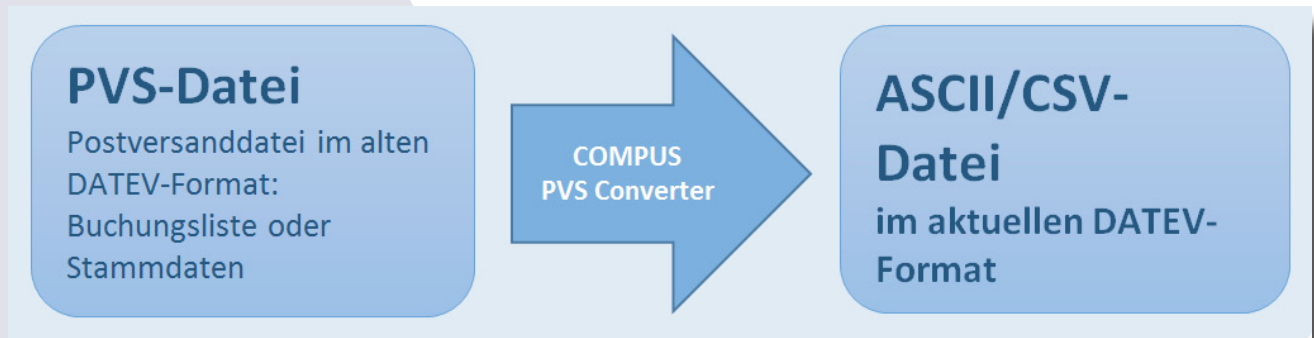 PVS-Datei
Postversanddatei im alten
DATEV-Format:
Buchungsliste oder
Stammdaten
COMPUS
PVS Converter
ASCII/CSV-
Datei
im aktuellen DATEV-
Format